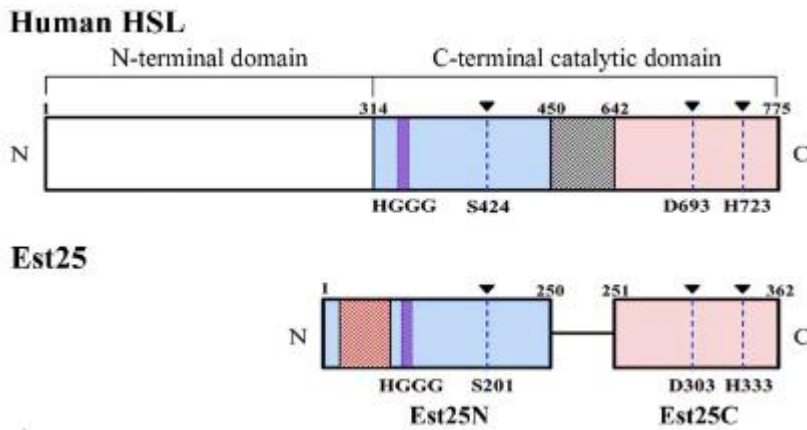 Human HSL
N-terminal domain C-terminal catalytic domain
1 314 450 642 775
N C
HGGG S424 D693 H723
Est25
1 250 251 362
N C
HGGG S201 D303 H333
Est25N Est25C